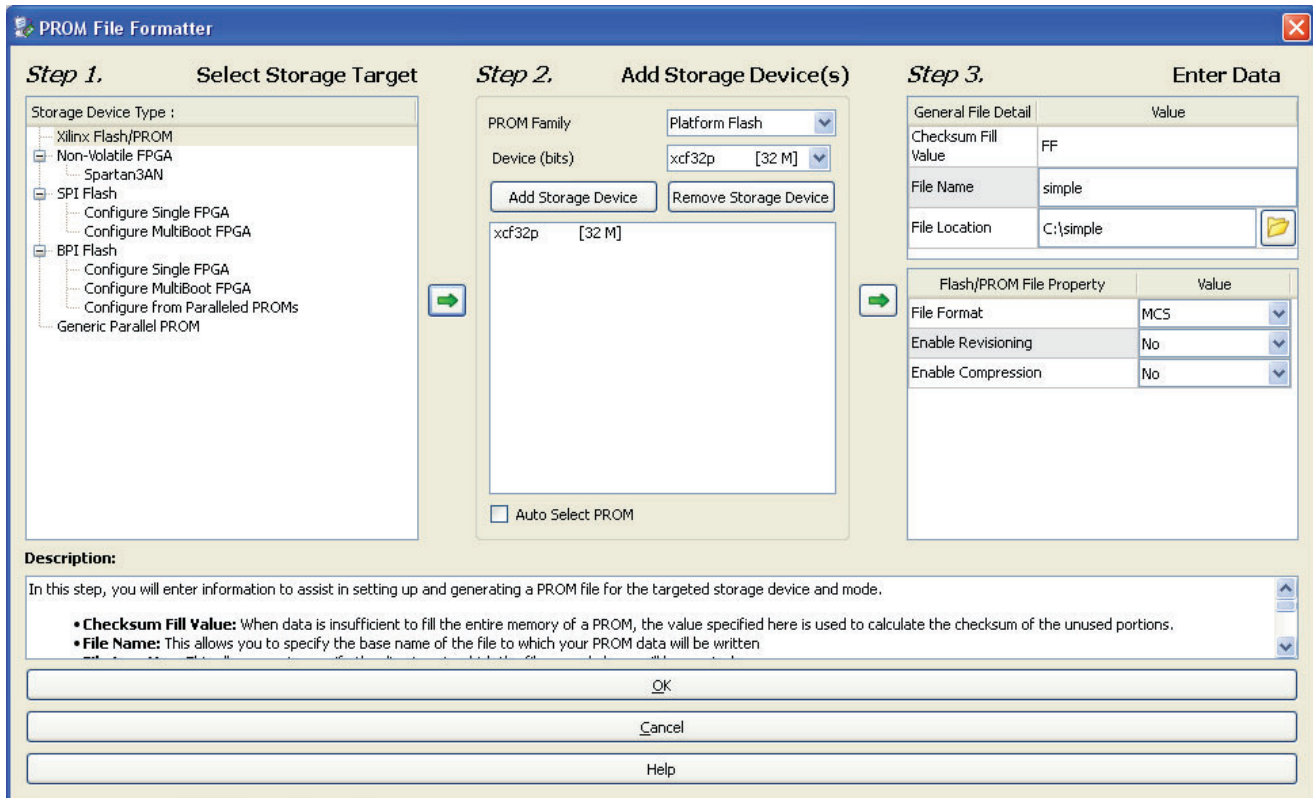 PROM File Formatter
Step 1. Select Storage Target
Storage Device Type :
Xilinx Flash/PROM
Non-Volatile FPGA
Spartan3AN
SPI Flash
Configure Single FPGA
Configure MultiBoot FPGA
BPI Flash
Configure Single FPGA
Configure MultiBoot FPGA
Configure from Paralleled PROMs
Generic Parallel PROM
Step 2. Add Storage Device(s)
PROM Family Platform Flash
Device (bits) xcf32p [32 M]
Add Storage Device Remove Storage Device
xcf32p [32 M]
Auto Select PROM
Step 3. Enter Data
General File Detail Value
Checksum Fill
Value FF
File Name simple
File Location C:\simple
Flash/PROM File Property Value
File Format MCS
Enable Revisioning No
Enable Compression No
Description:
In this step, you will enter information to assist in setting up and generating a PROM file for the targeted storage device and mode.
• Checksum Fill Value: When data is insufficient to fill the entire memory of a PROM, the value specified here is used to calculate the checksum of the unused portions.
• File Name: This allows you to specify the base name of the file to which your PROM data will be written
OK
Cancel
Help